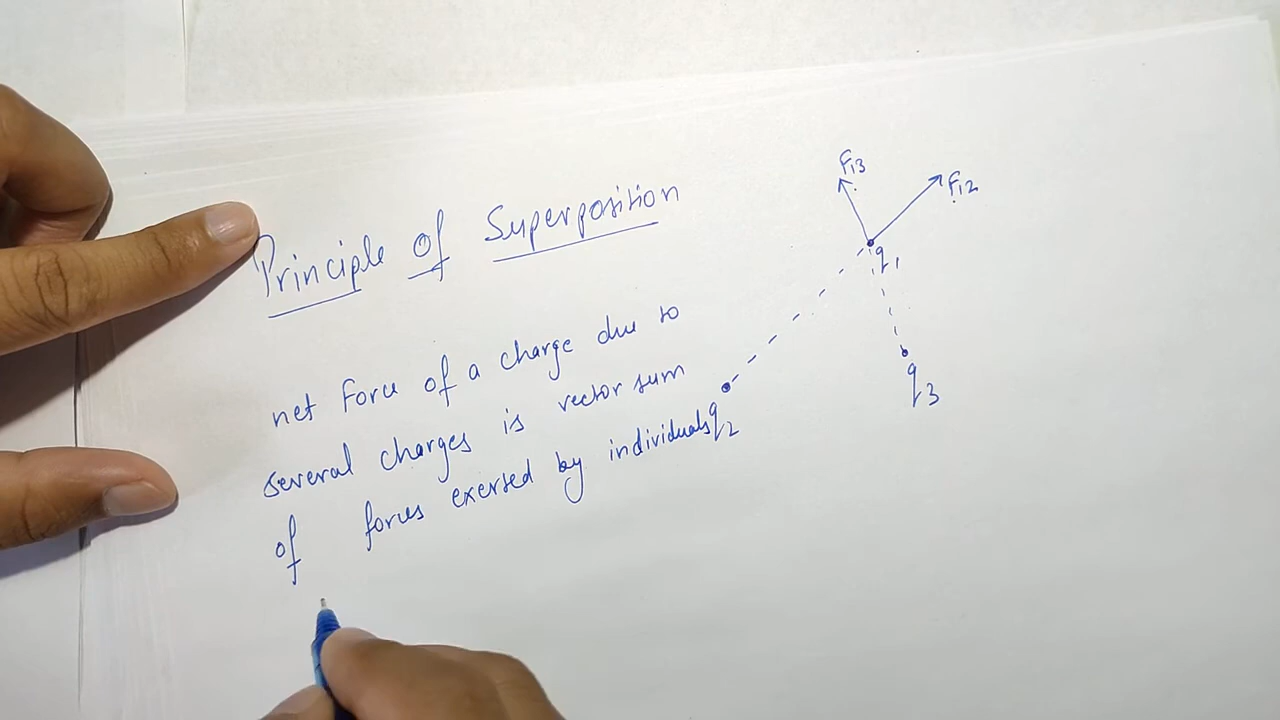 Principle of Superposition
net Force of a charge due to
several charges is vector sum
of forces exerted by individuals
F13
F12
q1
q2
q3